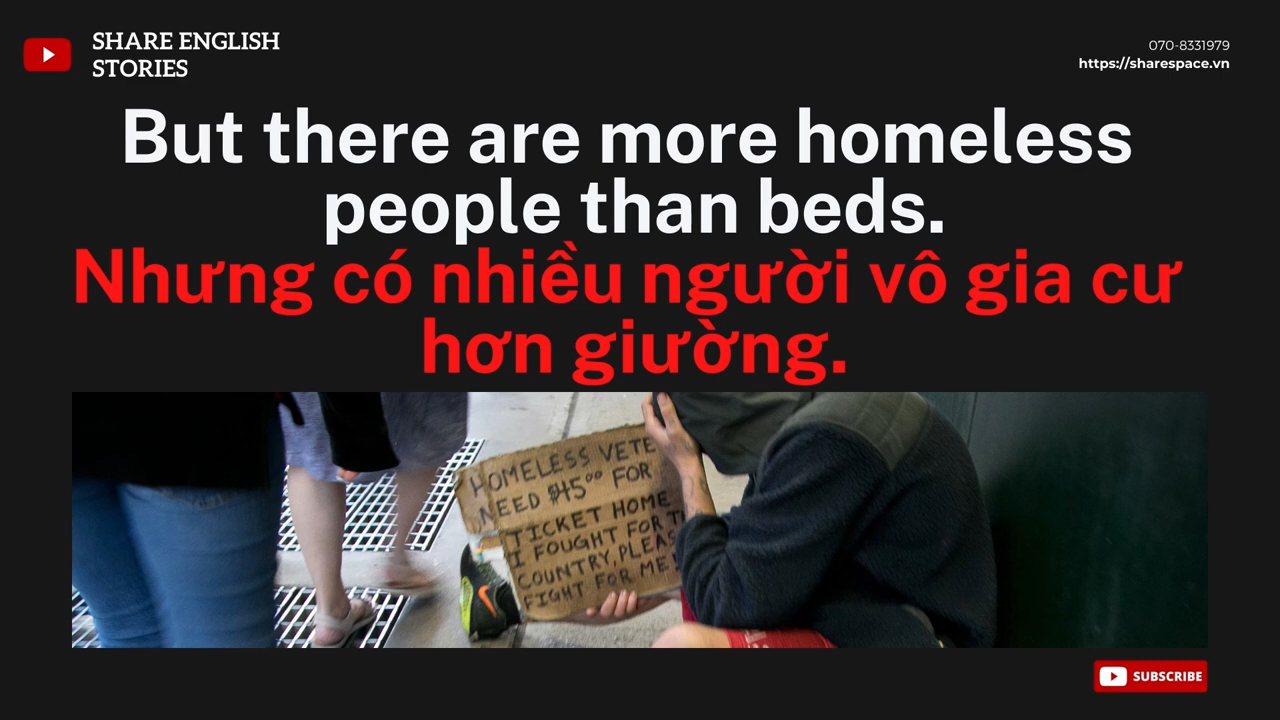 SHARE ENGLISH
STORIES
070-8331979
https://sharespace.vn
But there are more homeless
people than beds.
Nhưng có nhiều người vô gia cư
hơn giường.
HOMELESS VETE
NEED $45⁰⁰ FOR
TICKET HOME
I FOUGHT FOR T
COUNTRY, PLEAS
FIGHT FOR ME
SUBSCRIBE